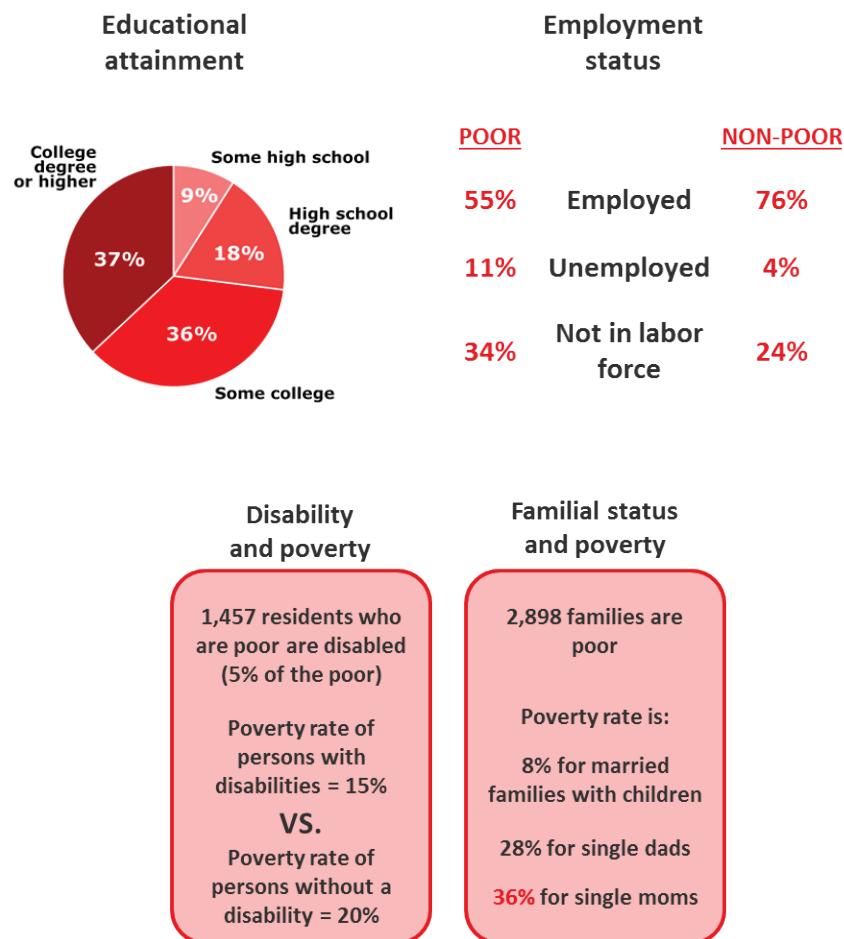 Educational
attainment
College
degree
or higher
Some high school
9%
High school
degree
18%
37%
36%
Some college
Employment
status
POOR
NON-POOR
55% Employed 76%
11% Unemployed 4%
34% Not in labor
force 24%
Disability
and poverty
1,457 residents who
are poor are disabled
(5% of the poor)
Poverty rate of
persons with
disabilities = 15%
VS.
Poverty rate of
persons without a
disability = 20%
Familial status
and poverty
2,898 families are
poor
Poverty rate is:
8% for married
families with children
28% for single dads
36% for single moms